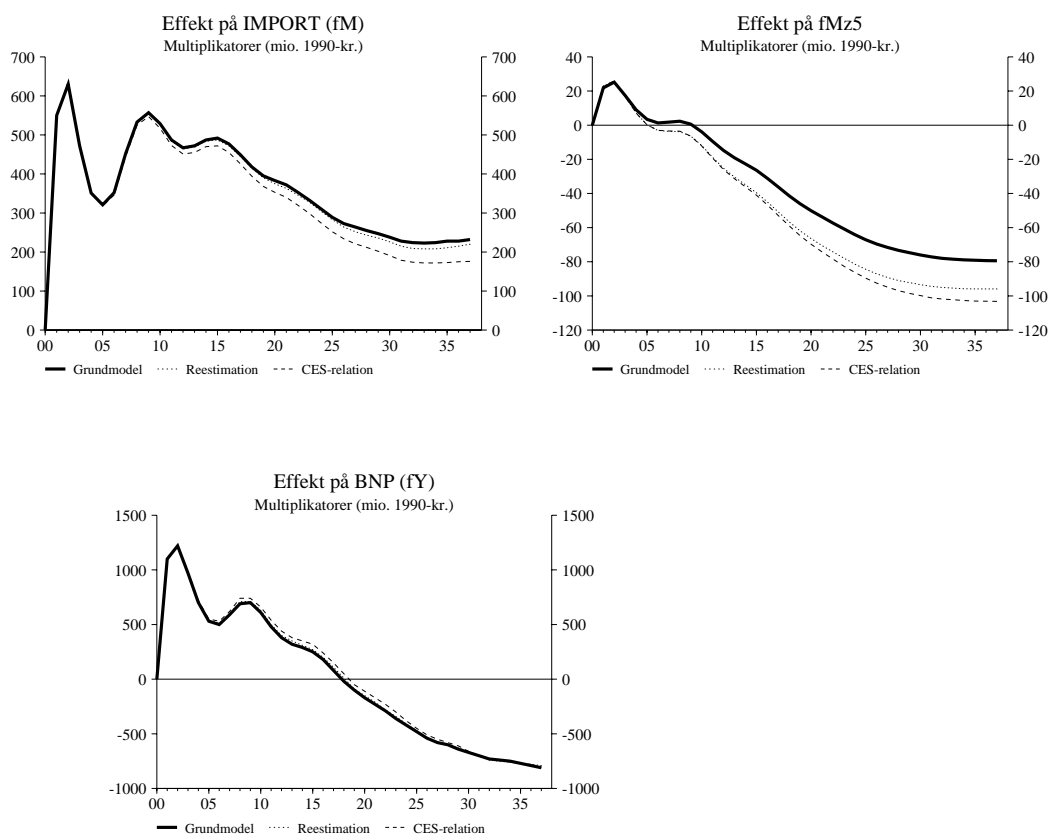 Effekt på IMPORT (fM)
Multiplikatorer (mio. 1990-kr.)
700 700
600 600
500 500
400 400
300 300
200 200
100 100
0 0
00 05 10 15 20 25 30 35
Grundmodel Reestimation CES-relation
Effekt på fMz5
Multiplikatorer (mio. 1990-kr.)
40 40
20 20
0 0
-20 -20
-40 -40
-60 -60
-80 -80
-100 -100
-120 -120
00 05 10 15 20 25 30 35
Grundmodel Reestimation CES-relation
Effekt på BNP (fY)
Multiplikatorer (mio. 1990-kr.)
1500 1500
1000 1000
500 500
0 0
-500 -500
-1000 -1000
00 05 10 15 20 25 30 35
Grundmodel Reestimation CES-relation